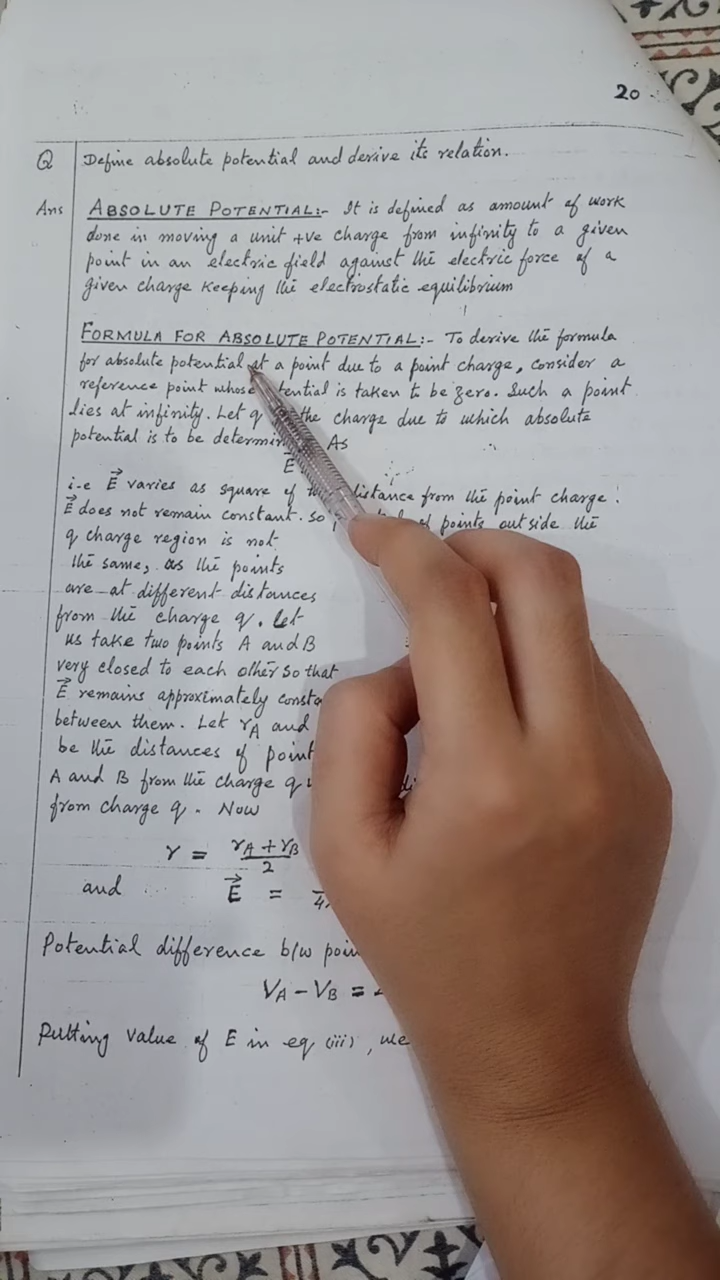 20
Q Define absolute potential and derive its relation.
Ans ABSOLUTE POTENTIAL:- It is defined as amount of work
done in moving a unit +ve charge from infinity to a given
point in an electric field against the electric force of a
given charge keeping the electrostatic equilibrium
FORMULA FOR ABSOLUTE POTENTIAL:- To derive the formula
for absolute potential at a point due to a point charge, consider a
reference point whose potential is taken to be zero. Such a point
lies at infinity. Let q the charge due to which absolute
potential is to be As
E⃗
i.e E⃗ varies as square of distance from the point charge.
E⃗ does not remain constant. So of points outside the
q charge region is not
the same, as the points
are at different distances
from the charge q. Let
us take two points A and B
very closed to each other so that
E⃗ remains approximately
between them. Let rA and
be the distances of
A and B from the charge q
from charge q. Now
r = rA + rB / 2
and E⃗ =
Potential difference b/w
VA - VB =
Putting value of E in eq (iii), we